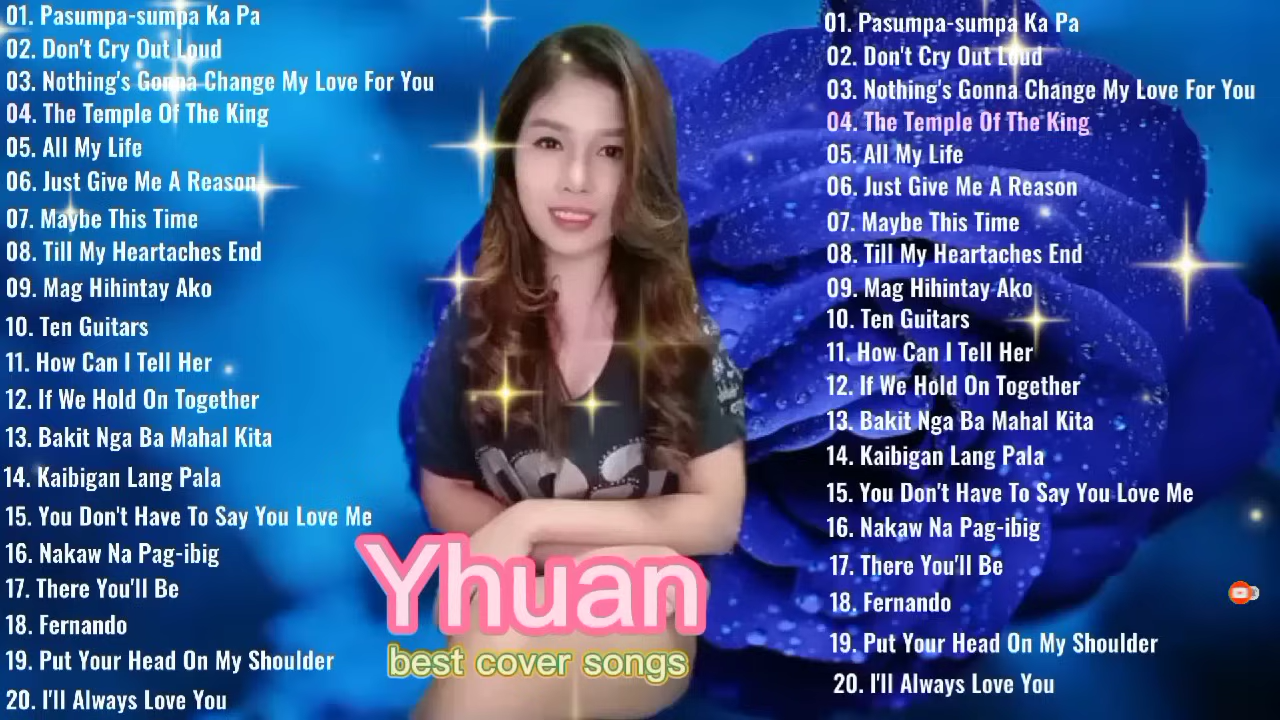 01. Pasumpa-sumpa Ka Pa
02. Don't Cry Out Loud
03. Nothing's Gonna Change My Love For You
04. The Temple Of The King
05. All My Life
06. Just Give Me A Reason
07. Maybe This Time
08. Till My Heartaches End
09. Mag Hihintay Ako
10. Ten Guitars
11. How Can I Tell Her
12. If We Hold On Together
13. Bakit Nga Ba Mahal Kita
14. Kaibigan Lang Pala
15. You Don't Have To Say You Love Me
16. Nakaw Na Pag-ibig
17. There You'll Be
18. Fernando
19. Put Your Head On My Shoulder
20. I'll Always Love You
Yhuan
best cover songs
01. Pasumpa-sumpa Ka Pa
02. Don't Cry Out Loud
03. Nothing's Gonna Change My Love For You
04. The Temple Of The King
05. All My Life
06. Just Give Me A Reason
07. Maybe This Time
08. Till My Heartaches End
09. Mag Hihintay Ako
10. Ten Guitars
11. How Can I Tell Her
12. If We Hold On Together
13. Bakit Nga Ba Mahal Kita
14. Kaibigan Lang Pala
15. You Don't Have To Say You Love Me
16. Nakaw Na Pag-ibig
17. There You'll Be
18. Fernando
19. Put Your Head On My Shoulder
20. I'll Always Love You